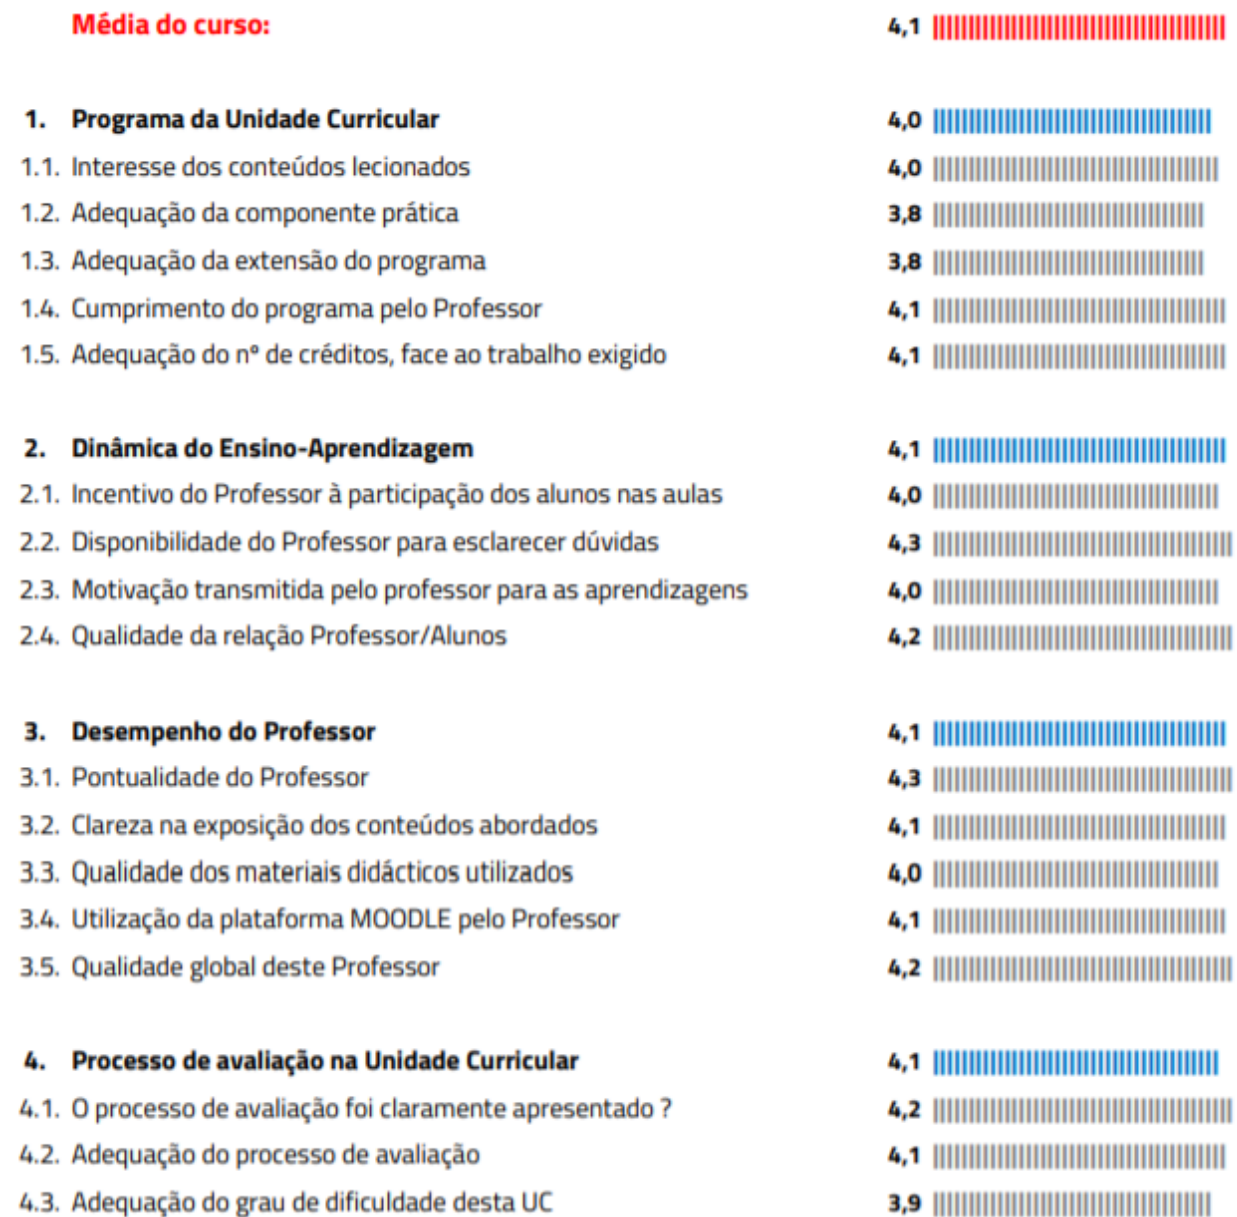 Média do curso: 4,1
1. Programa da Unidade Curricular 4,0
1.1. Interesse dos conteúdos lecionados 4,0
1.2. Adequação da componente prática 3,8
1.3. Adequação da extensão do programa 3,8
1.4. Cumprimento do programa pelo Professor 4,1
1.5. Adequação do nº de créditos, face ao trabalho exigido 4,1
2. Dinâmica do Ensino-Aprendizagem 4,1
2.1. Incentivo do Professor à participação dos alunos nas aulas 4,0
2.2. Disponibilidade do Professor para esclarecer dúvidas 4,3
2.3. Motivação transmitida pelo professor para as aprendizagens 4,0
2.4. Qualidade da relação Professor/Alunos 4,2
3. Desempenho do Professor 4,1
3.1. Pontualidade do Professor 4,3
3.2. Clareza na exposição dos conteúdos abordados 4,1
3.3. Qualidade dos materiais didácticos utilizados 4,0
3.4. Utilização da plataforma MOODLE pelo Professor 4,1
3.5. Qualidade global deste Professor 4,2
4. Processo de avaliação na Unidade Curricular 4,1
4.1. O processo de avaliação foi claramente apresentado ? 4,2
4.2. Adequação do processo de avaliação 4,1
4.3. Adequação do grau de dificuldade desta UC 3,9